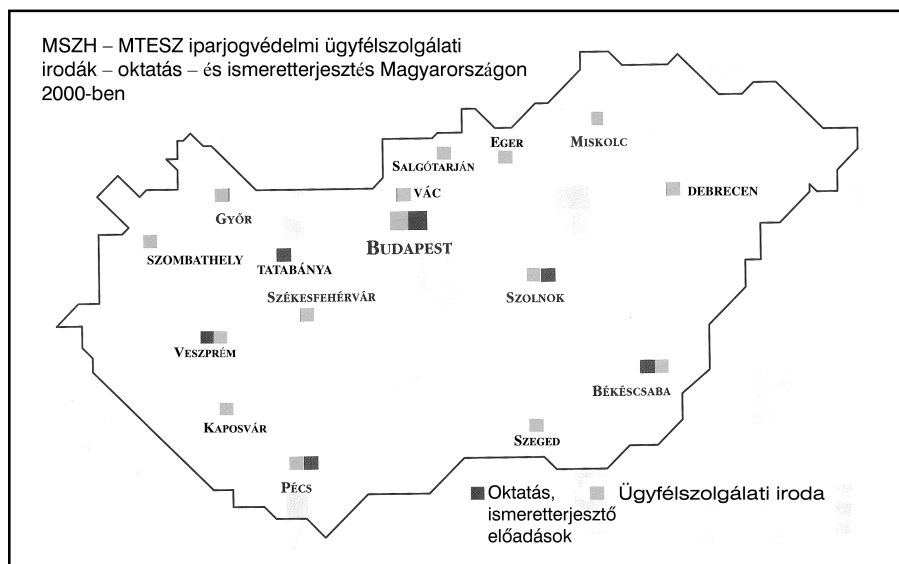 MSZH – MTESZ iparjogvédelmi ügyfélszolgálati
irodák – oktatás – és ismeretterjesztés Magyarországon
2000-ben
EGER
MISKOLC
SALGÓTARJÁN
VÁC
DEBRECEN
GYŐR
BUDAPEST
SZOMBATHELY
TATABÁNYA
SZÉKESFEHÉRVÁR
SZOLNOK
VESZPRÉM
BÉKÉSCSABA
KAPOSVÁR
SZEGED
PÉCS
Oktatás,
ismeretterjesztő
előadások
Ügyfélszolgálati iroda